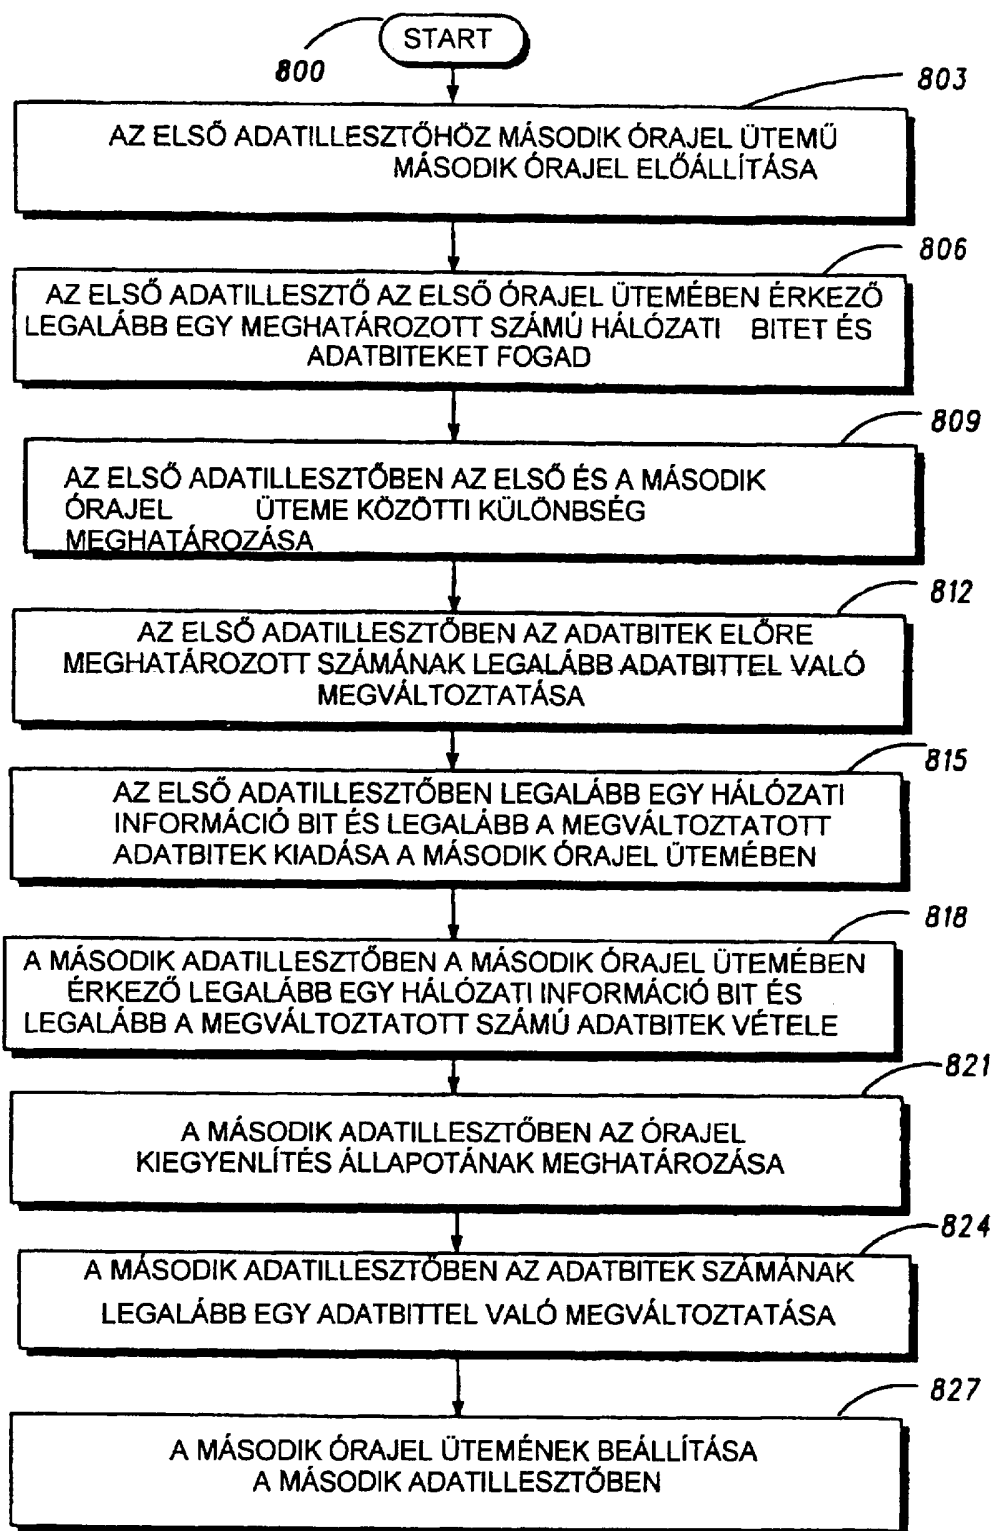 START
800
803
AZ ELSŐ ADATILLESZTŐHÖZ MÁSODIK ÓRAJEL ÜTEMŰ
MÁSODIK ÓRAJEL ELŐÁLLÍTÁSA
806
AZ ELSŐ ADATILLESZTŐ AZ ELSŐ ÓRAJEL ÜTEMÉBEN ÉRKEZŐ
LEGALÁBB EGY MEGHATÁROZOTT SZÁMÚ HÁLÓZATI BITET ÉS
ADATBITEKET FOGAD
809
AZ ELSŐ ADATILLESZTŐBEN AZ ELSŐ ÉS A MÁSODIK
ÓRAJEL ÜTEME KÖZÖTTI KÜLÖNBSÉG
MEGHATÁROZÁSA
812
AZ ELSŐ ADATILLESZTŐBEN AZ ADATBITEK ELŐRE
MEGHATÁROZOTT SZÁMÁNAK LEGALÁBB ADATBITTEL VALÓ
MEGVÁLTOZTATÁSA
815
AZ ELSŐ ADATILLESZTŐBEN LEGALÁBB EGY HÁLÓZATI
INFORMÁCIÓ BIT ÉS LEGALÁBB A MEGVÁLTOZTATOTT
ADATBITEK KIADÁSA A MÁSODIK ÓRAJEL ÜTEMÉBEN
818
A MÁSODIK ADATILLESZTŐBEN A MÁSODIK ÓRAJEL ÜTEMÉBEN
ÉRKEZŐ LEGALÁBB EGY HÁLÓZATI INFORMÁCIÓ BIT ÉS
LEGALÁBB A MEGVÁLTOZTATOTT SZÁMÚ ADATBITEK VÉTELE
821
A MÁSODIK ADATILLESZTŐBEN AZ ÓRAJEL
KIEGYENLÍTÉS ÁLLAPOTÁNAK MEGHATÁROZÁSA
824
A MÁSODIK ADATILLESZTŐBEN AZ ADATBITEK SZÁMÁNAK
LEGALÁBB EGY ADATBITTEL VALÓ MEGVÁLTOZTATÁSA
827
A MÁSODIK ÓRAJEL ÜTEMÉNEK BEÁLLÍTÁSA
A MÁSODIK ADATILLESZTŐBEN